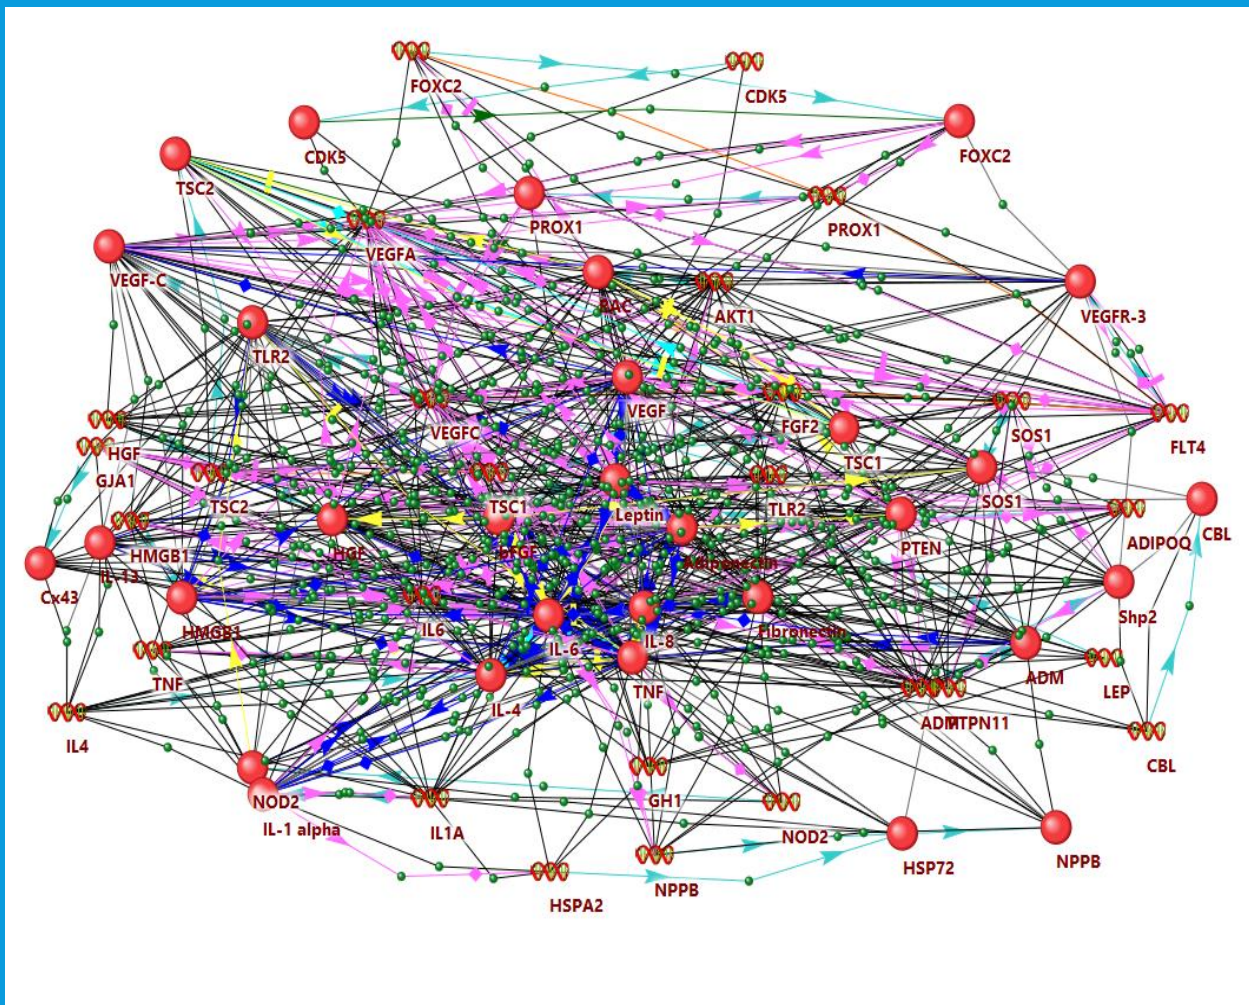 FOXC2
CDK5
CDK5
FOXC2
TSC2
PROX1
PROX1
VEGFA
VEGF-C
RAC
AKT1
VEGFR-3
TLR2
VEGF
VEGFC
FGF2
SOS1
FLT4
HGF
TSC1
GJA1
TSC2
TSC1
Leptin
TLR2
SOS1
CBL
ADIPOQ
HMGB1
HGF
bFGF
PTEN
Adiponectin
IL-13
Cx43
Shp2
HMGB1
IL6
IL-6
IL-8
Fibronectin
TNF
TNF
ADM
LEP
IL-4
ADM
PTPN11
IL4
CBL
NOD2
GH1
IL-1 alpha
IL1A
NOD2
HSP72
NPPB
NPPB
HSPA2